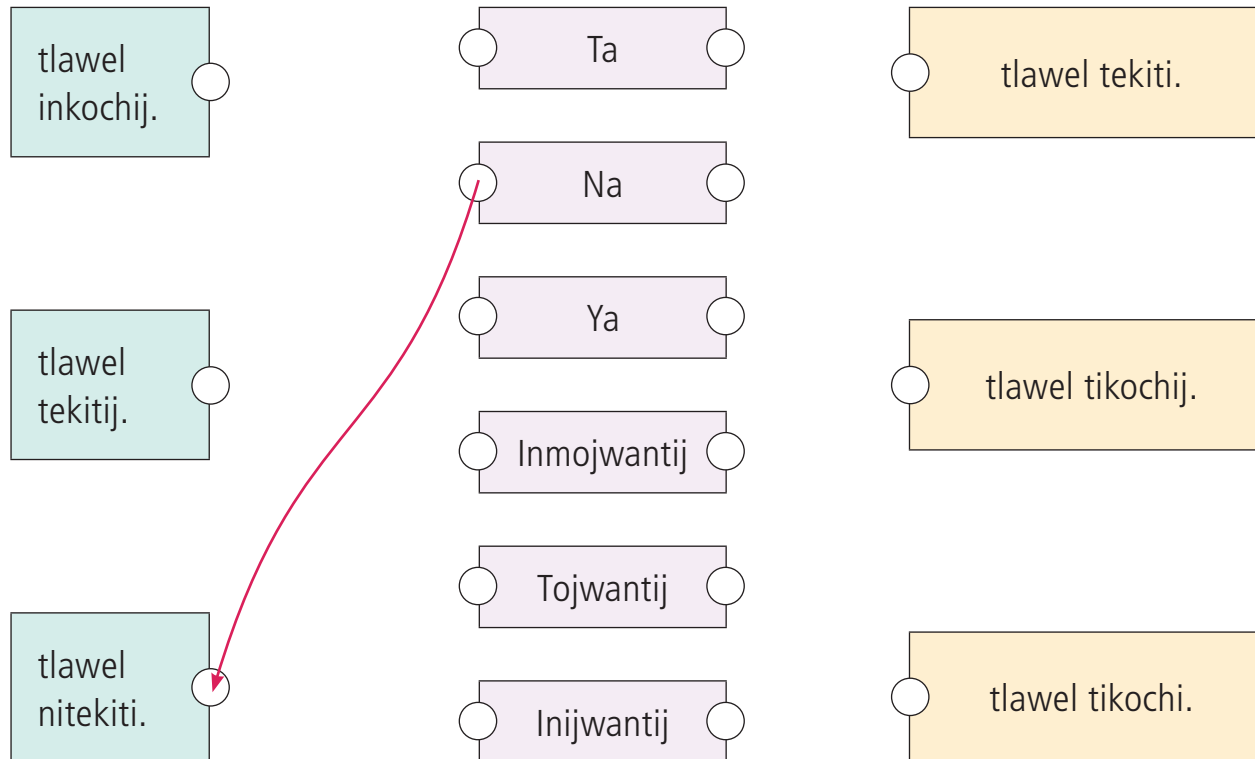 tlawel
inkochij.
tlawel
tekitij.
tlawel
nitekiti.
Ta
Na
Ya
Inmojwantij
Tojwantij
Inijwantij
tlawel tekiti.
tlawel tikochij.
tlawel tikochi.